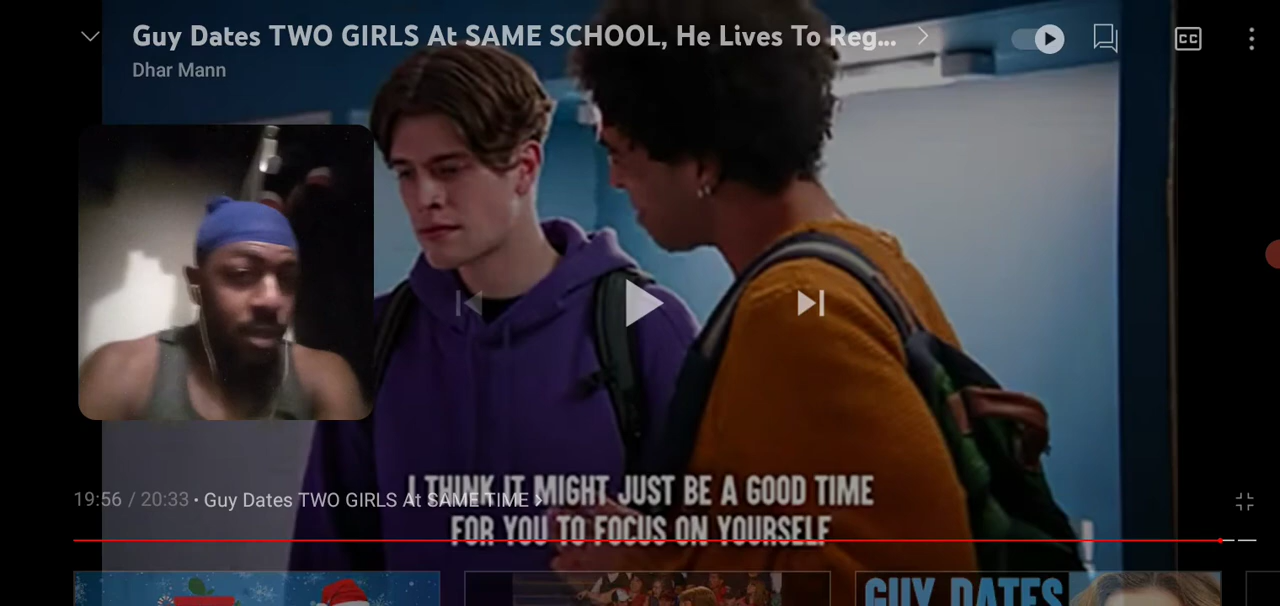 Guy Dates TWO GIRLS At SAME SCHOOL, He Lives To Reg...
Dhar Mann
CC
I THINK IT MIGHT JUST BE A GOOD TIME
FOR YOU TO FOCUS ON YOURSELF
19:56 / 20:33 · Guy Dates TWO GIRLS At SAME TIME
GUY DATES